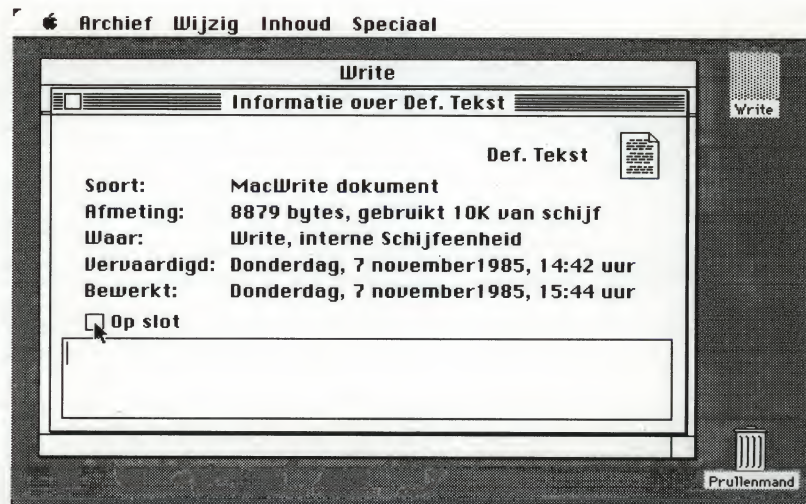 Archief Wijzig Inhoud Speciaal
Write
Write
Informatie over Def. Tekst
Def. Tekst
Soort: MacWrite dokument
Afmeting: 8879 bytes, gebruikt 10K van schijf
Waar: Write, interne Schijfeenheid
Vervaardigd: Donderdag, 7 november1985, 14:42 uur
Bewerkt: Donderdag, 7 november1985, 15:44 uur
Op slot
Prullenmand